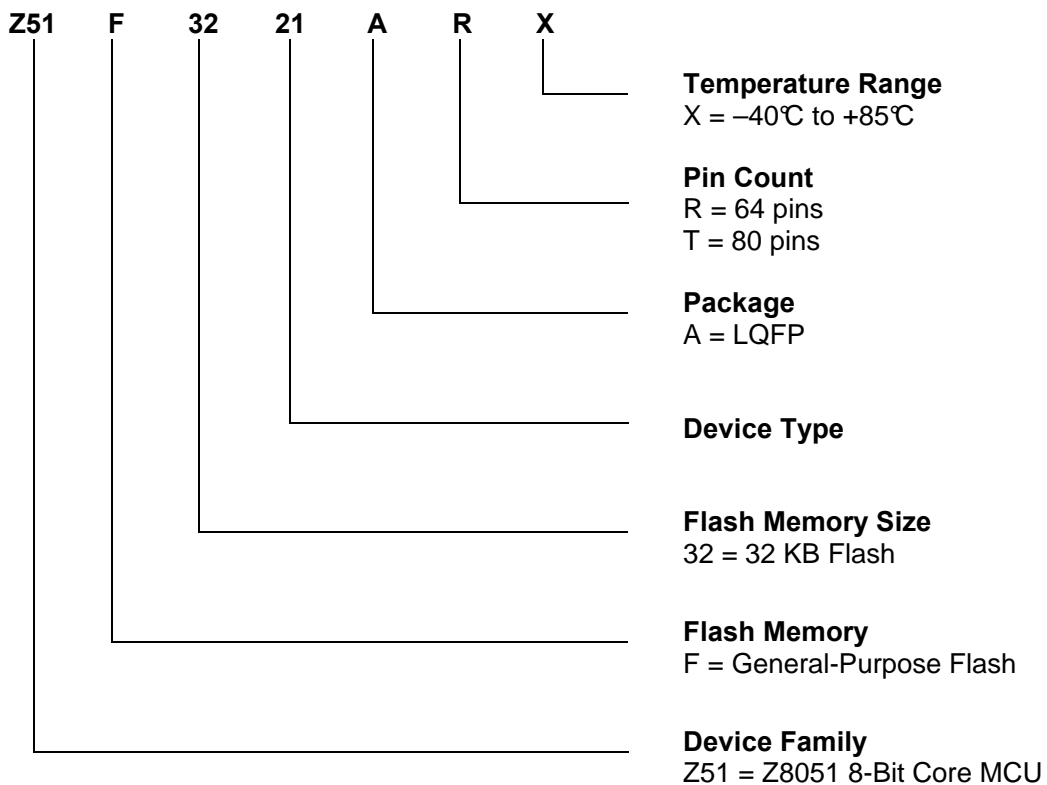 Z51 F 32 21 A R X
Temperature Range
X = –40℃ to +85℃
Pin Count
R = 64 pins
T = 80 pins
Package
A = LQFP
Device Type
Flash Memory Size
32 = 32 KB Flash
Flash Memory
F = General-Purpose Flash
Device Family
Z51 = Z8051 8-Bit Core MCU